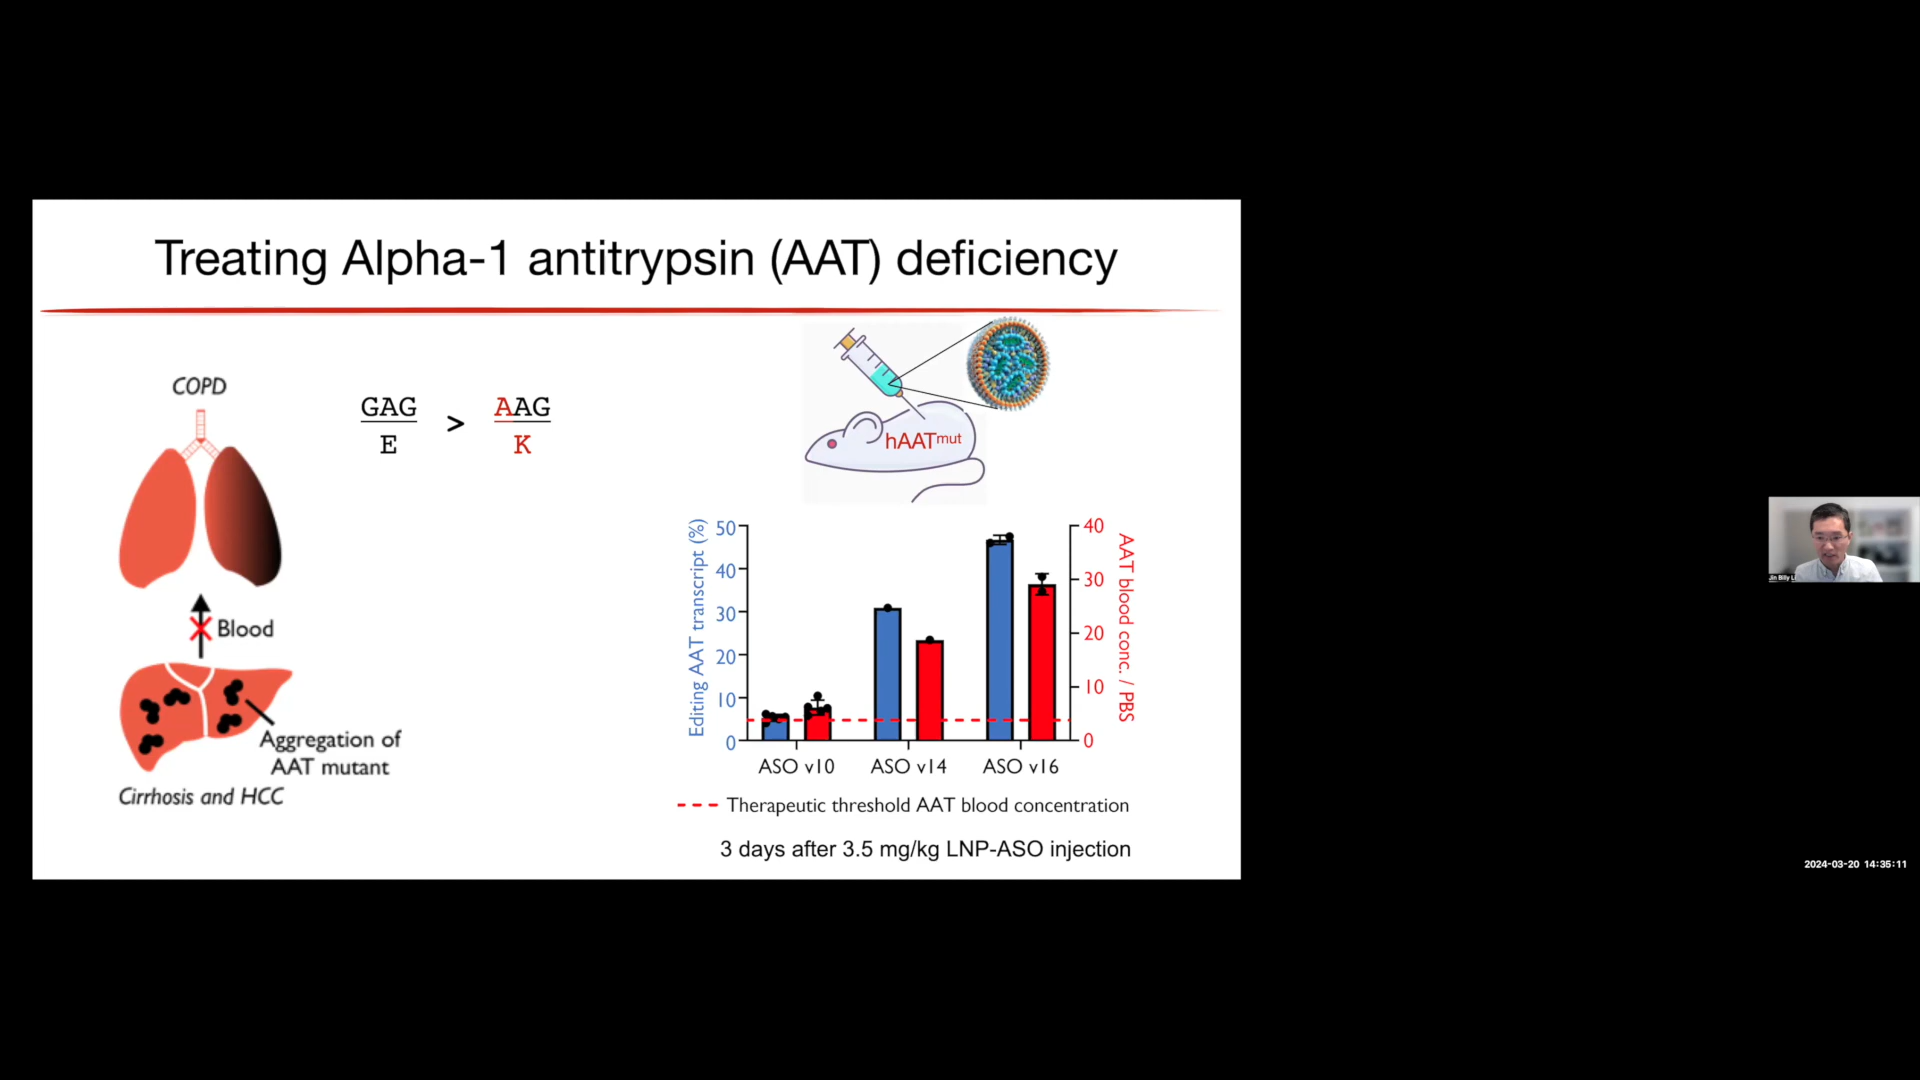 Treating Alpha-1 antitrypsin (AAT) deficiency
COPD
GAG > AAG
E K
Blood
Aggregation of
AAT mutant
Cirrhosis and HCC
hAATmut
Editing AAT transcript (%)
50
40
30
20
10
0
AAT blood conc. / PBS
40
30
20
10
0
ASO v10 ASO v14 ASO v16
Therapeutic threshold AAT blood concentration
3 days after 3.5 mg/kg LNP-ASO injection
Jin Billy Li
2024-03-20 14:35:11